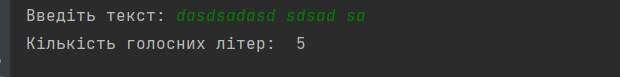 Введіть текст: dasdsadasd sdsad sa
Кількість голосних літер:  5